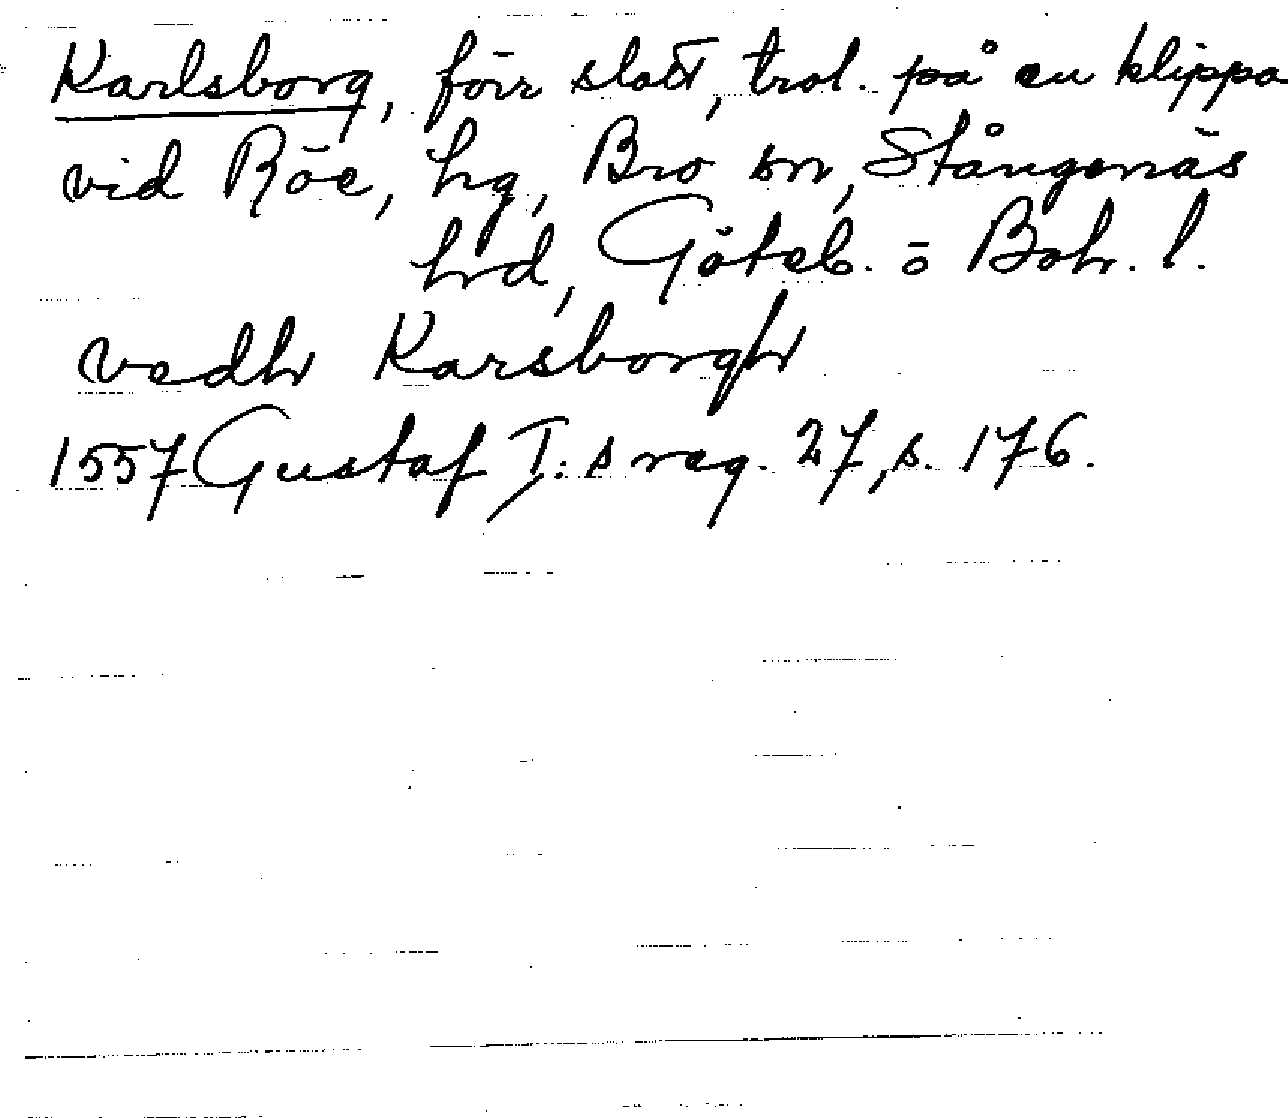 Karlsborg, förr slott, trol. på en klippa
vid Röe, hg, Bro sn, Stångenäs
hrd, Göteb. o Boh. l.
vedh Karsborgh
1557 Gustaf I:s reg. 27, s. 176.